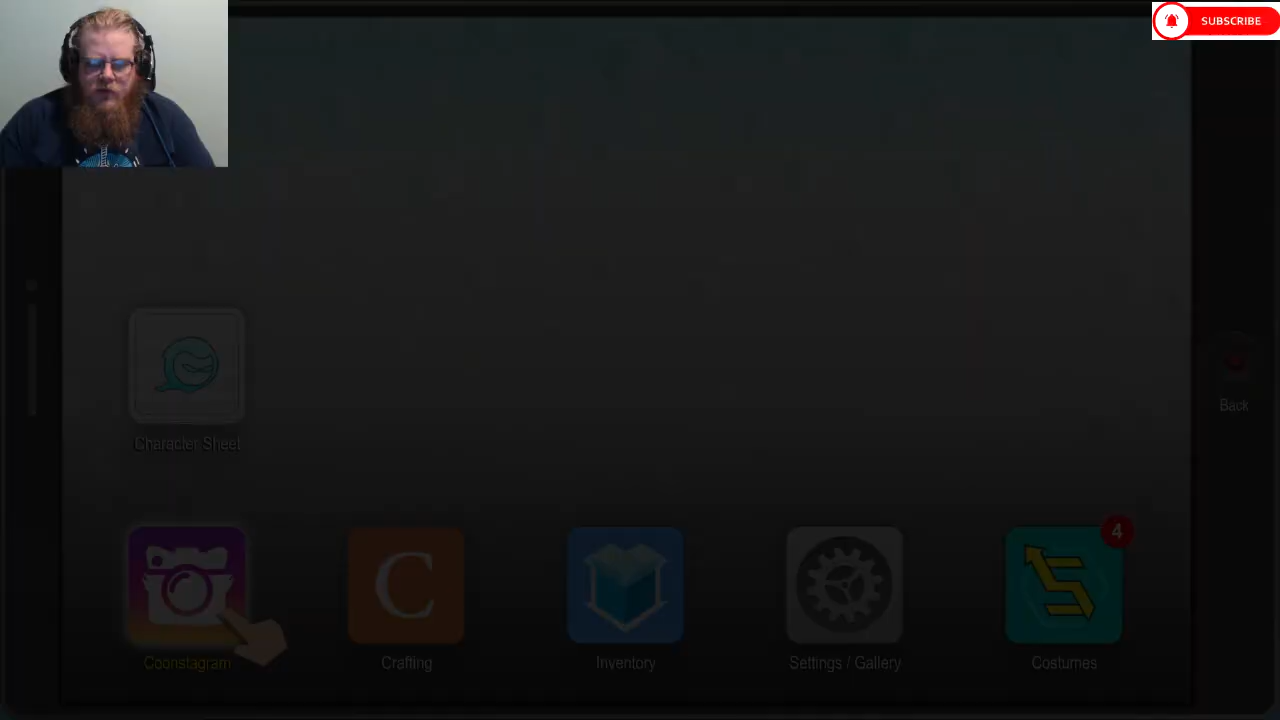 SUBSCRIBE
Back
Character Sheet
4
Coonstagram
Crafting
Inventory
Settings / Gallery
Costumes